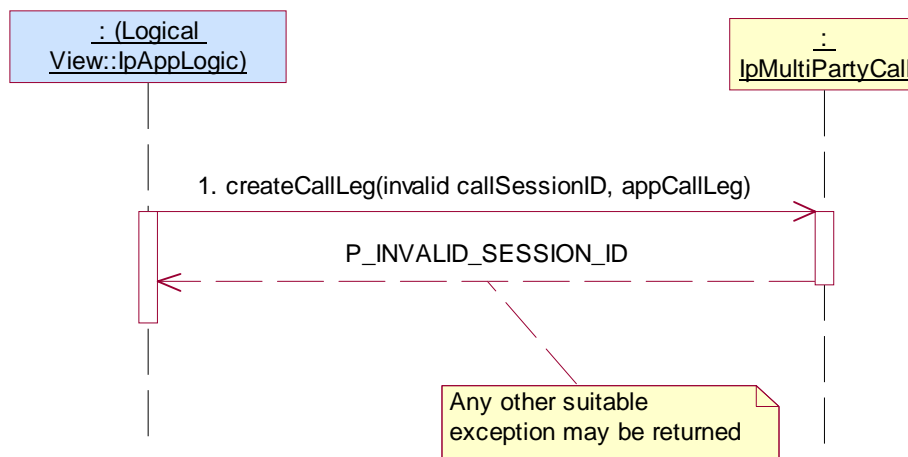 : (Logical
View::IpAppLogic)
:
IpMultiPartyCall
1. createCallLeg(invalid callSessionID, appCallLeg)
P_INVALID_SESSION_ID
Any other suitable
exception may be returned